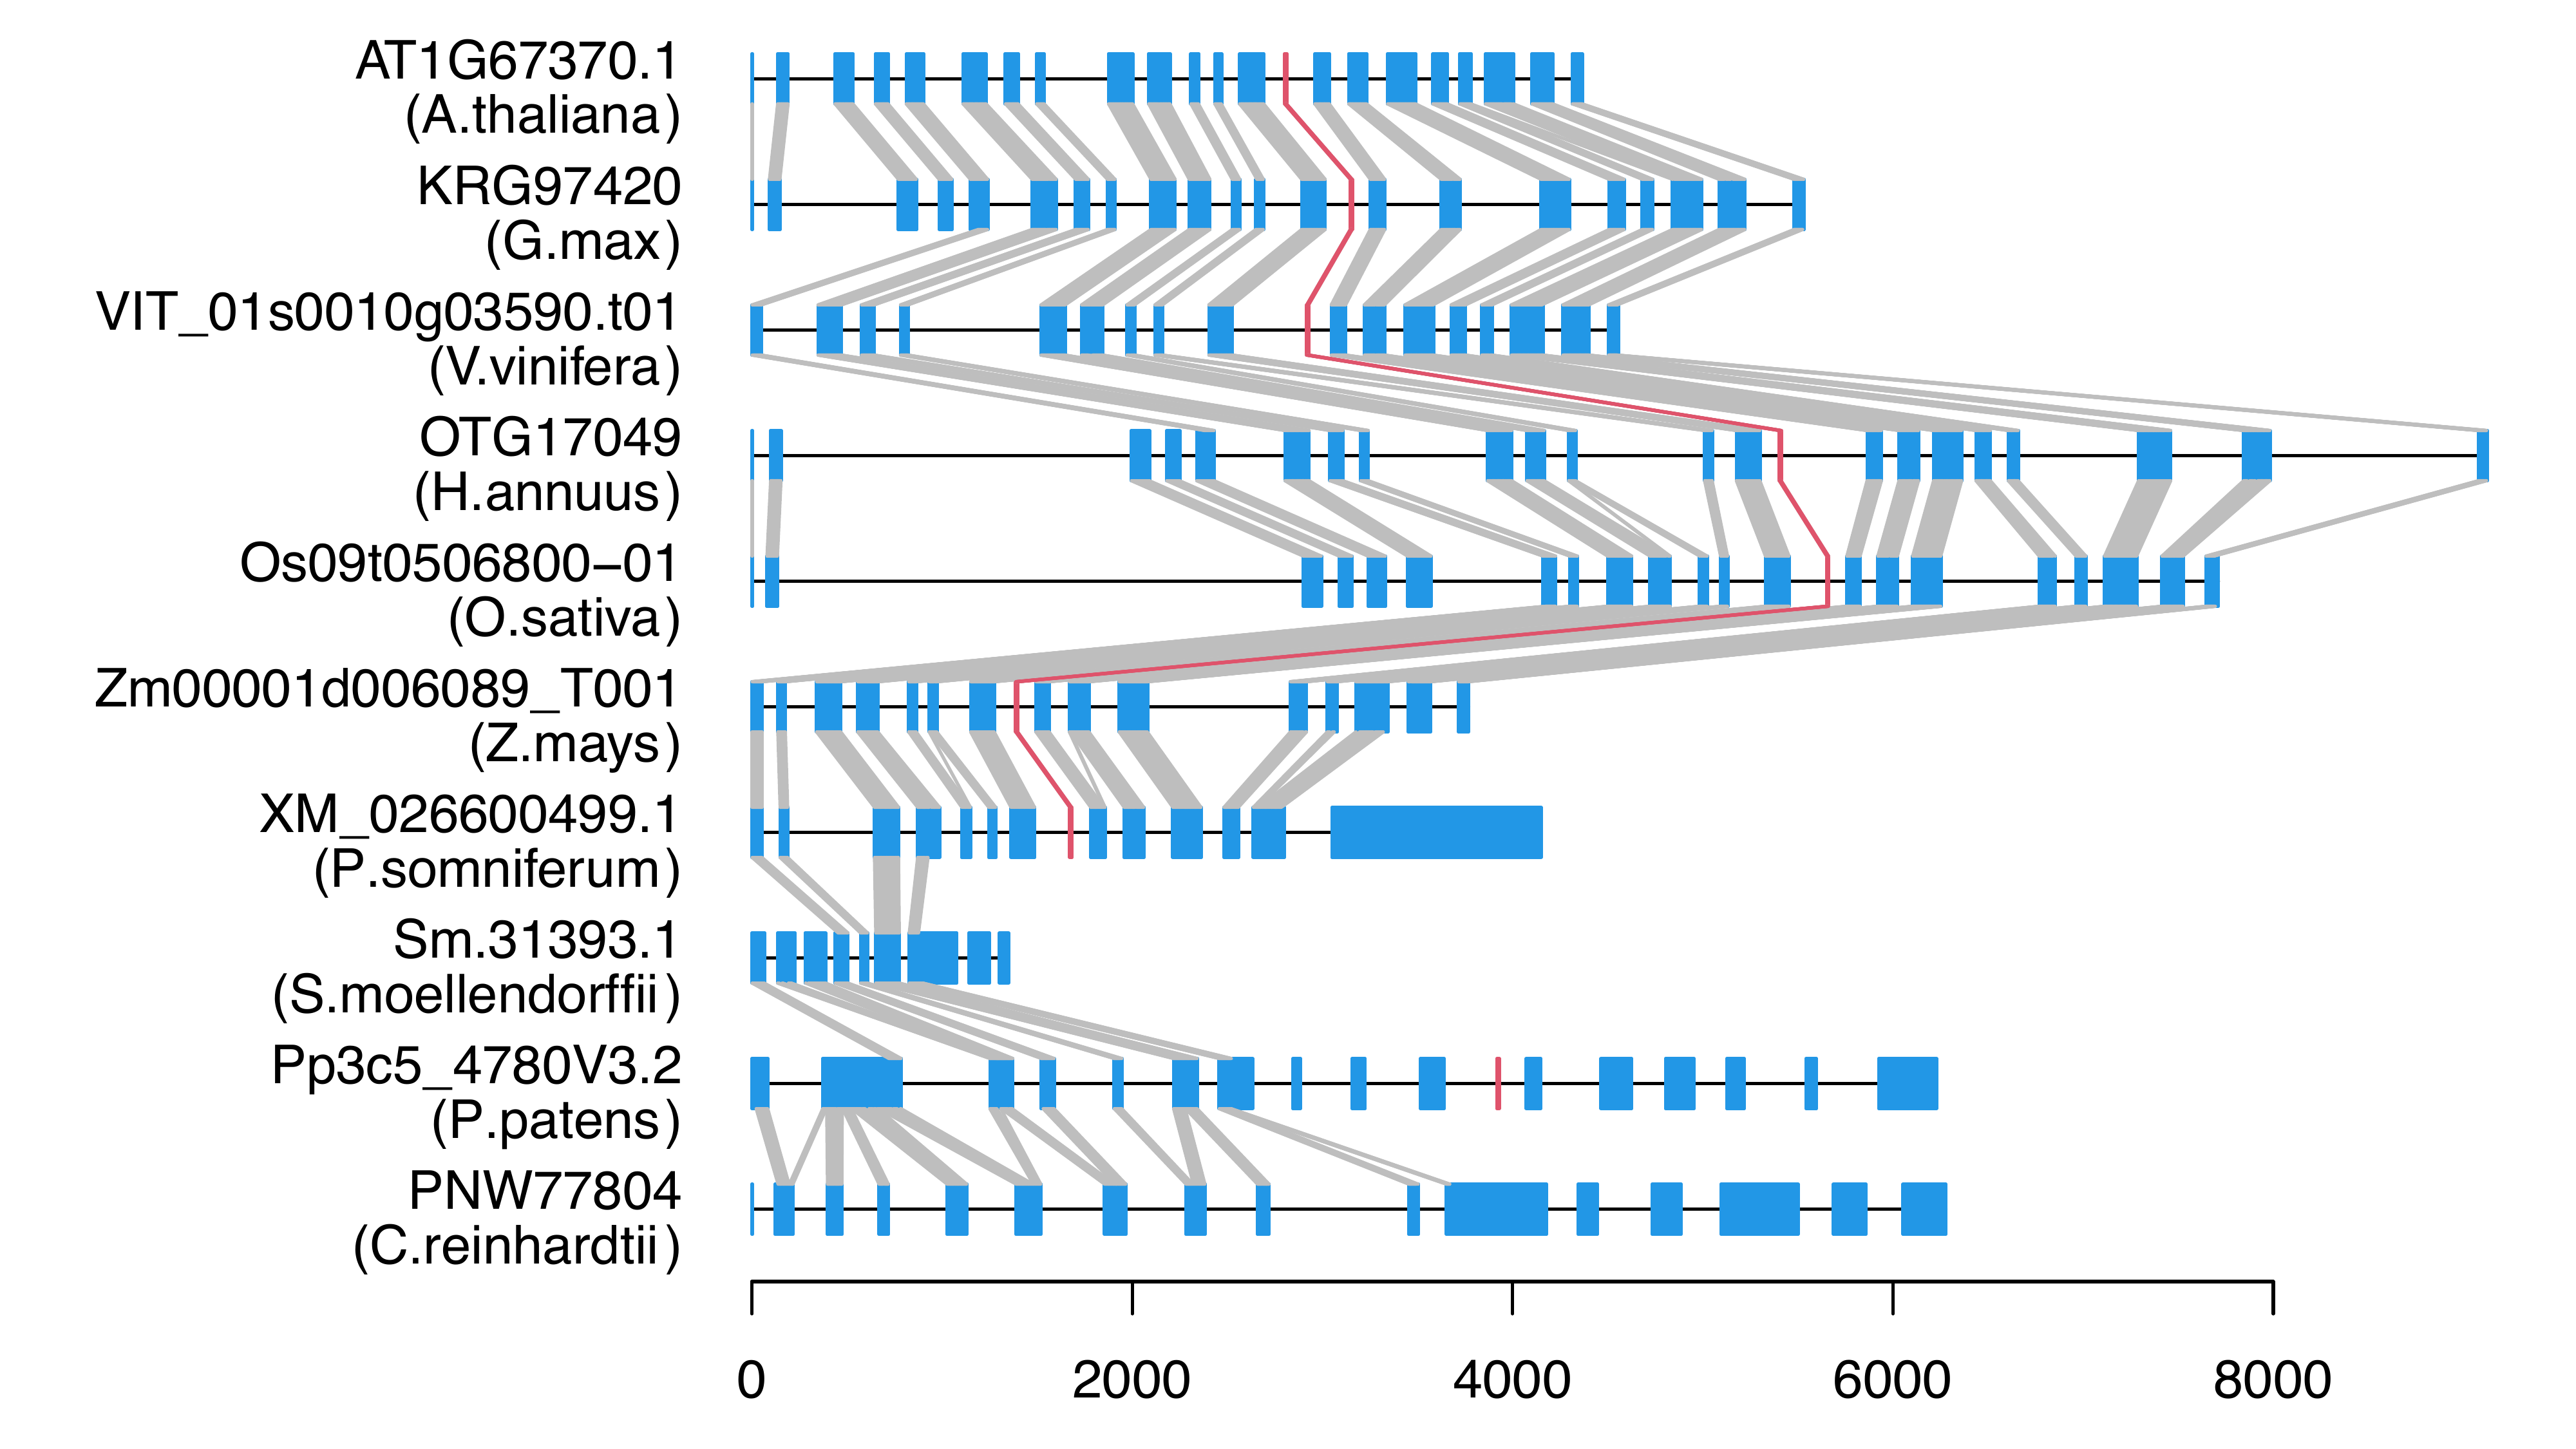 AT1G67370.1
(A.thaliana)
KRG97420
(G.max)
VIT_01s0010g03590.t01
(V.vinifera)
OTG17049
(H.annuus)
Os09t0506800−01
(O.sativa)
Zm00001d006089_T001
(Z.mays)
XM_026600499.1
(P.somniferum)
Sm.31393.1
(S.moellendorffii)
Pp3c5_4780V3.2
(P.patens)
PNW77804
(C.reinhardtii)
0 2000 4000 6000 8000